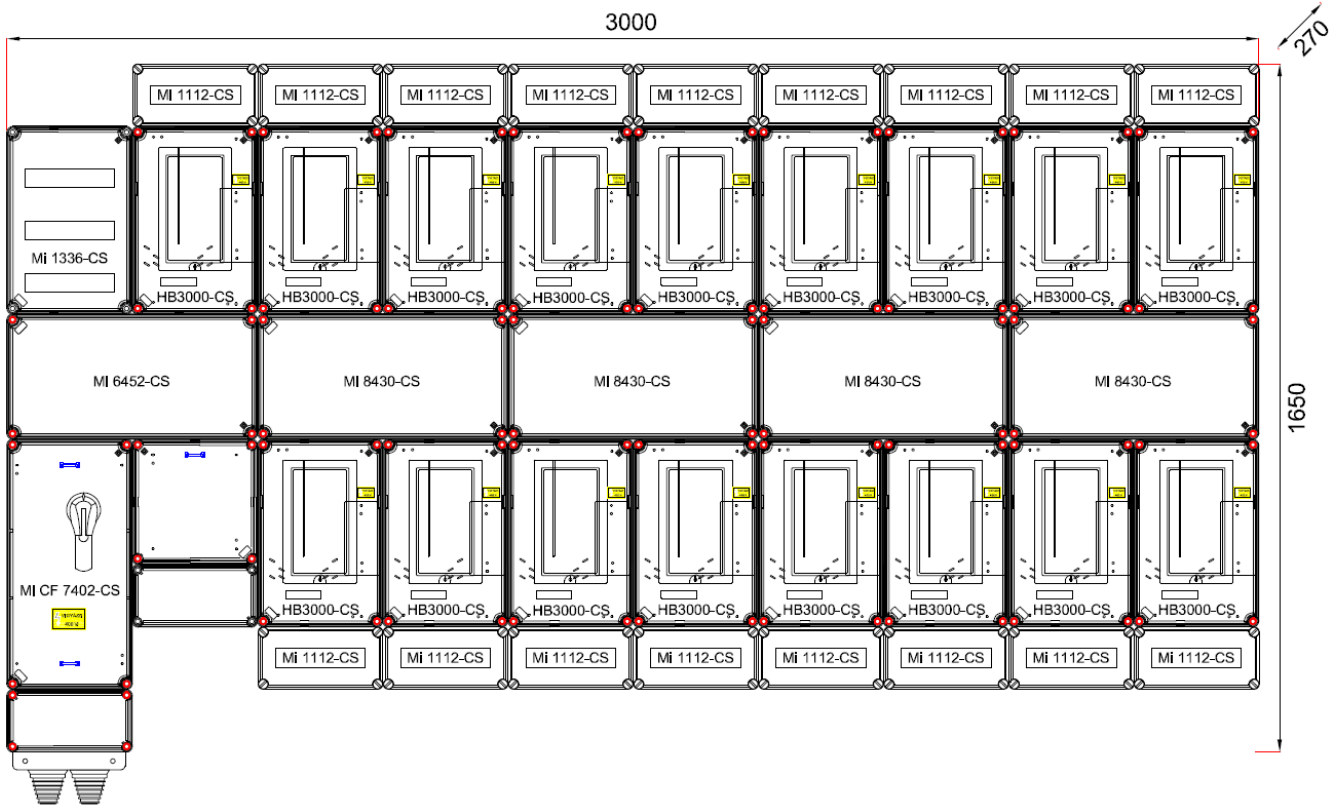 3000
270
MI 1112-CS MI 1112-CS MI 1112-CS MI 1112-CS MI 1112-CS MI 1112-CS MI 1112-CS MI 1112-CS MI 1112-CS
Mi 1336-CS
HB3000-CS HB3000-CS HB3000-CS HB3000-CS HB3000-CS HB3000-CS HB3000-CS HB3000-CS HB3000-CS
MI 6452-CS MI 8430-CS MI 8430-CS MI 8430-CS MI 8430-CS
1650
MI CF 7402-CS
HB3000-CS HB3000-CS HB3000-CS HB3000-CS HB3000-CS HB3000-CS HB3000-CS HB3000-CS
Mi 1112-CS Mi 1112-CS Mi 1112-CS Mi 1112-CS Mi 1112-CS Mi 1112-CS Mi 1112-CS Mi 1112-CS